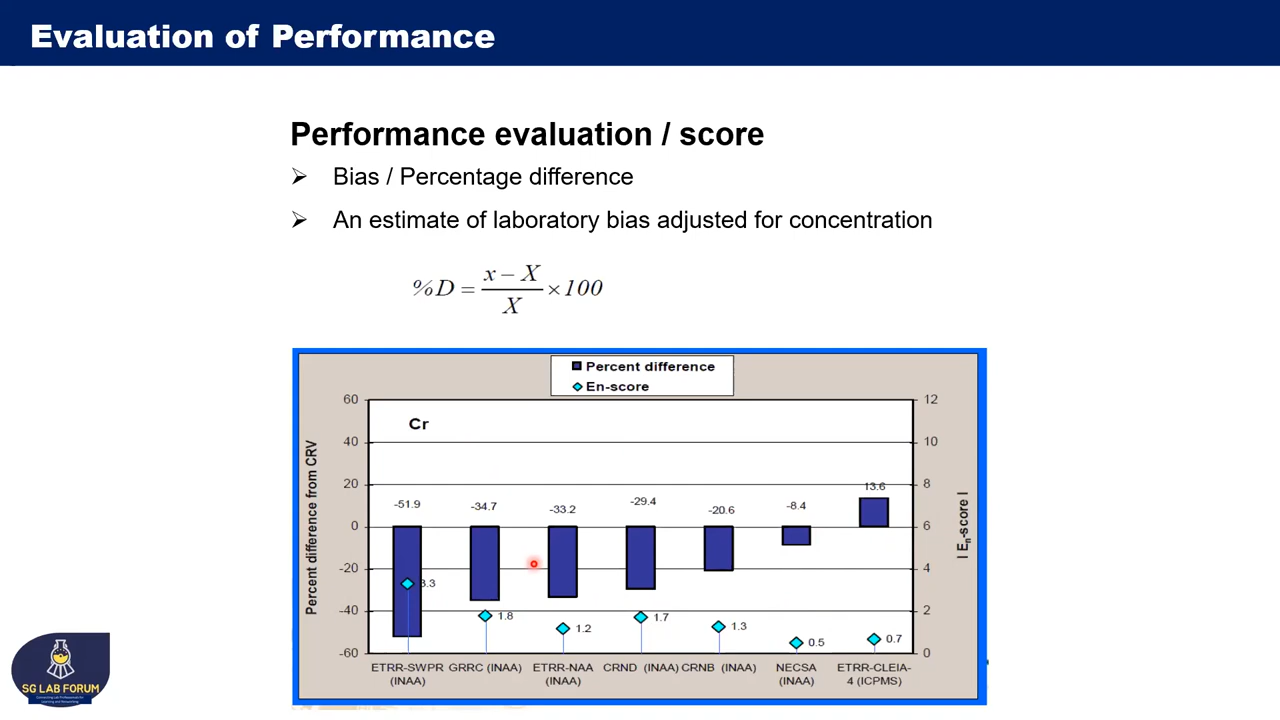 Evaluation of Performance
Performance evaluation / score
Bias / Percentage difference
An estimate of laboratory bias adjusted for concentration
%D = x – X / X ×100
Percent difference
En-score
60
40
20
0
-20
-40
-60
Percent difference from CRV
12
10
8
6
4
2
0
| En-score |
Cr
-51.9
-34.7
-33.2
-29.4
-20.6
-8.4
13.6
3.3
1.8
1.2
1.7
1.3
0.5
0.7
ETRR-SWPR (INAA)
GRRC (INAA)
ETRR-NAA (INAA)
CRND (INAA)
CRNB (INAA)
NECSA (INAA)
ETRR-CLEIA-4 (ICPMS)
SG LAB FORUM